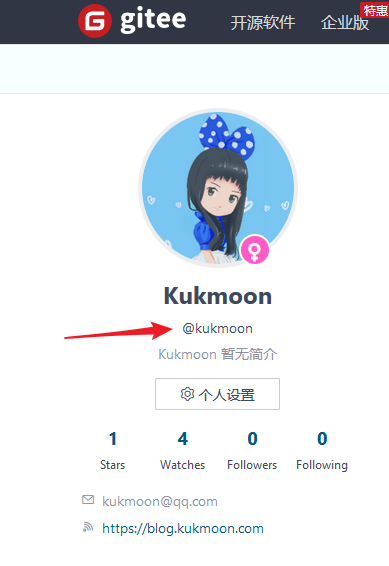 gitee 开源软件 企业版 特惠
Kukmoon
@kukmoon
Kukmoon 暂无简介
个人设置
1 4 0 0
Stars Watches Followers Following
kukmoon@qq.com
https://blog.kukmoon.com